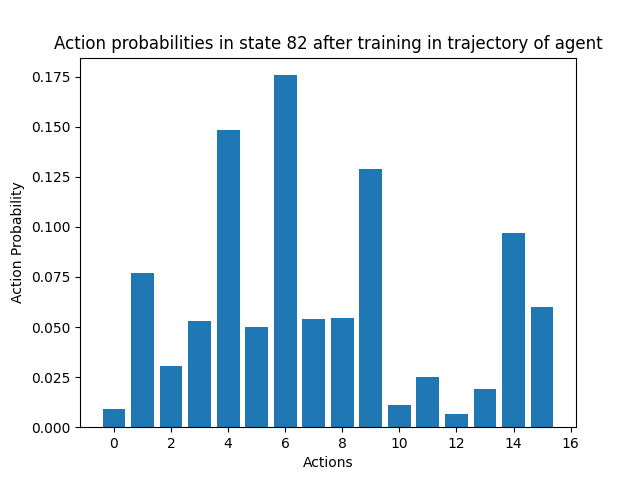 Action probabilities in state 82 after training in trajectory of agent
0.175
0.150
0.125
0.100
0.075
0.050
0.025
0.000
Action Probability
0 2 4 6 8 10 12 14 16
Actions